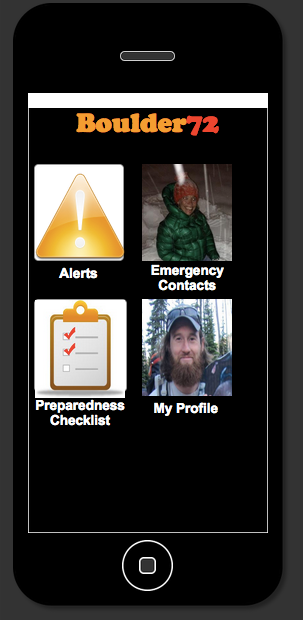 Boulder72
Alerts
Emergency
Contacts
Preparedness
Checklist
My Profile